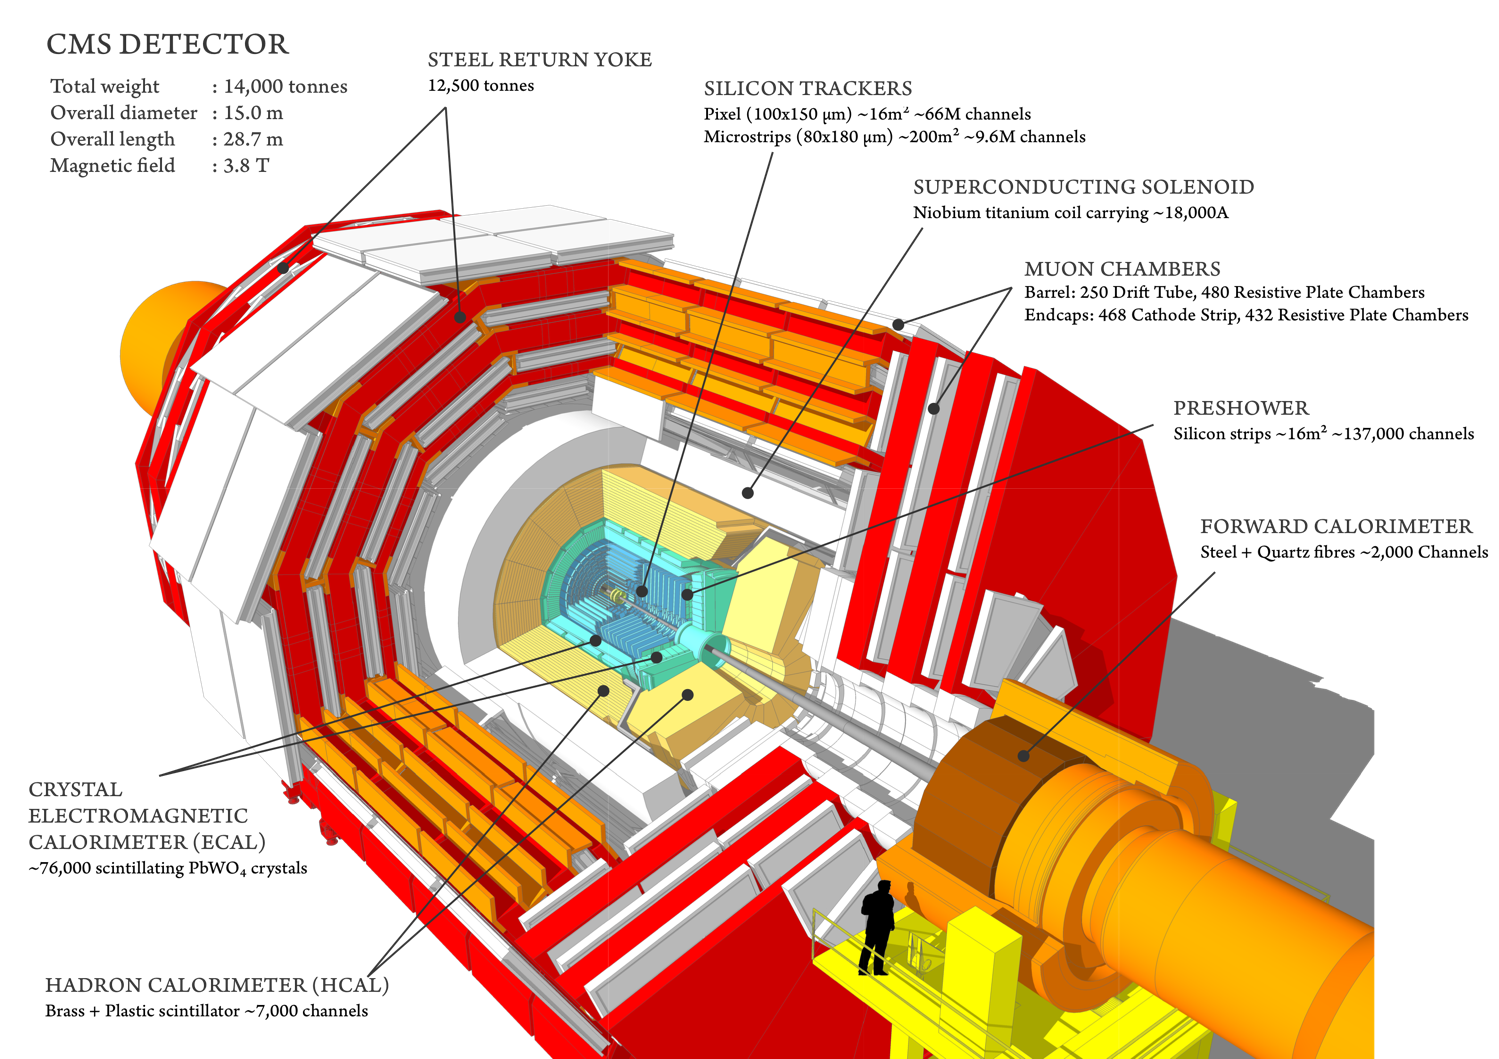 CMS DETECTOR
Total weight : 14,000 tonnes
Overall diameter : 15.0 m
Overall length : 28.7 m
Magnetic field : 3.8 T
STEEL RETURN YOKE
12,500 tonnes
SILICON TRACKERS
Pixel (100x150 μm) ~16m² ~66M channels
Microstrips (80x180 μm) ~200m² ~9.6M channels
SUPERCONDUCTING SOLENOID
Niobium titanium coil carrying ~18,000A
MUON CHAMBERS
Barrel: 250 Drift Tube, 480 Resistive Plate Chambers
Endcaps: 468 Cathode Strip, 432 Resistive Plate Chambers
PRESHOWER
Silicon strips ~16m² ~137,000 channels
FORWARD CALORIMETER
Steel + Quartz fibres ~2,000 Channels
CRYSTAL
ELECTROMAGNETIC
CALORIMETER (ECAL)
~76,000 scintillating PbWO₄ crystals
HADRON CALORIMETER (HCAL)
Brass + Plastic scintillator ~7,000 channels